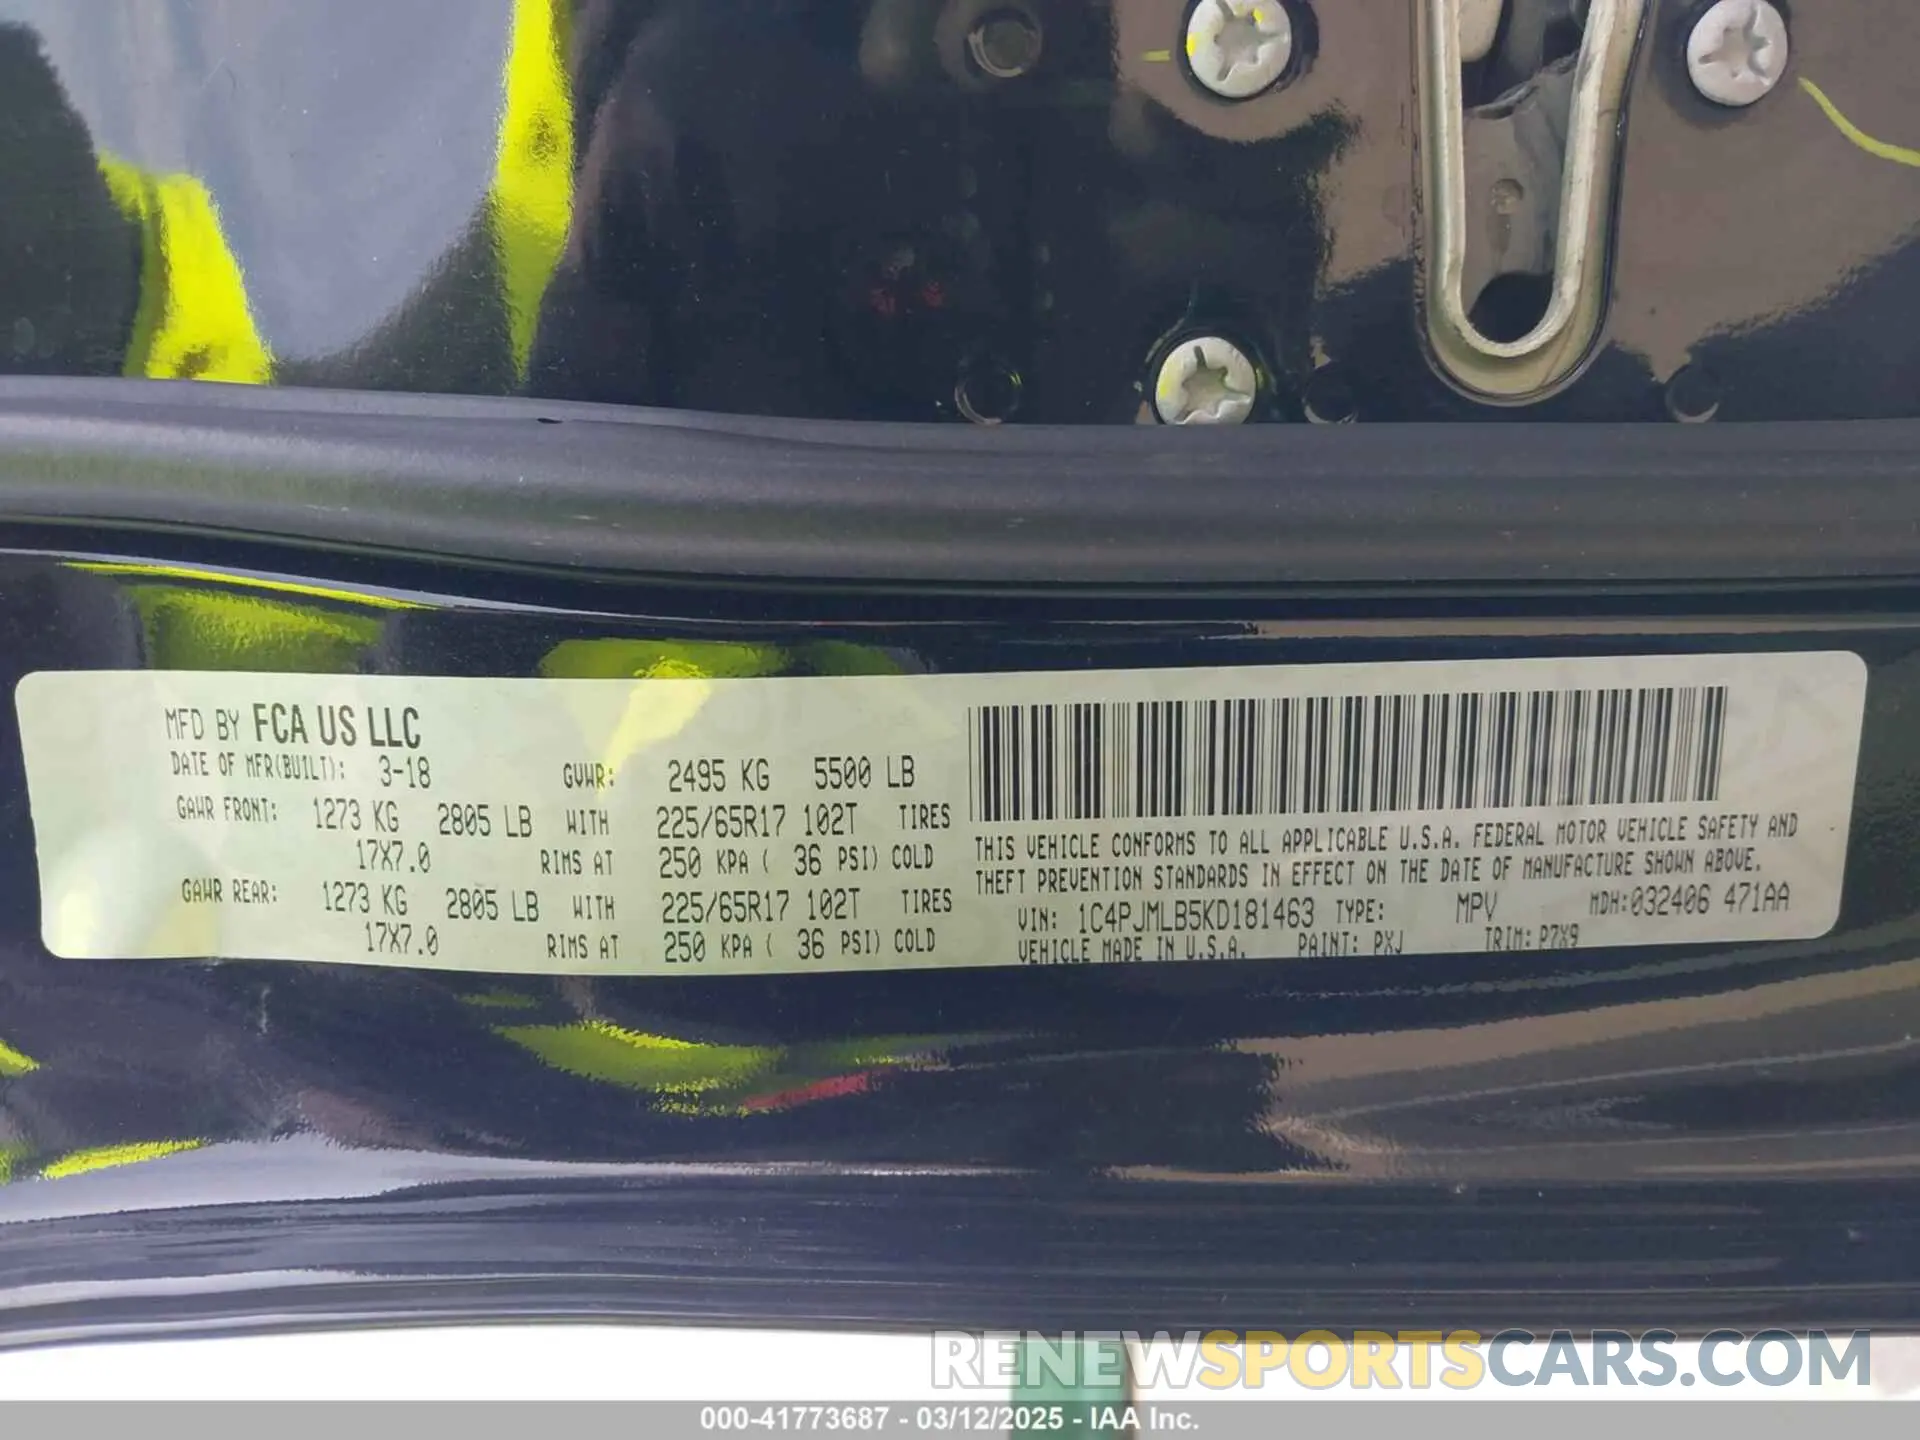 MFD BY FCA US LLC
DATE OF MFR(BUILT): 3-18 GVWR: 2495 KG 5500 LB
GAWR FRONT: 1273 KG 2805 LB WITH 225/65R17 102T TIRES
17X7.0 RIMS AT 250 KPA ( 36 PSI) COLD
GAWR REAR: 1273 KG 2805 LB WITH 225/65R17 102T TIRES
17X7.0 RIMS AT 250 KPA ( 36 PSI) COLD
THIS VEHICLE CONFORMS TO ALL APPLICABLE U.S.A. FEDERAL MOTOR VEHICLE SAFETY AND
THEFT PREVENTION STANDARDS IN EFFECT ON THE DATE OF MANUFACTURE SHOWN ABOVE.
VIN: 1C4PJMLB5KD181463 TYPE: MPV MDH:032406 471AA
VEHICLE MADE IN U.S.A. PAINT: PXJ TRIM: P7X9
RENEWSPORTSCARS.COM
000-41773687 - 03/12/2025 - IAA Inc.